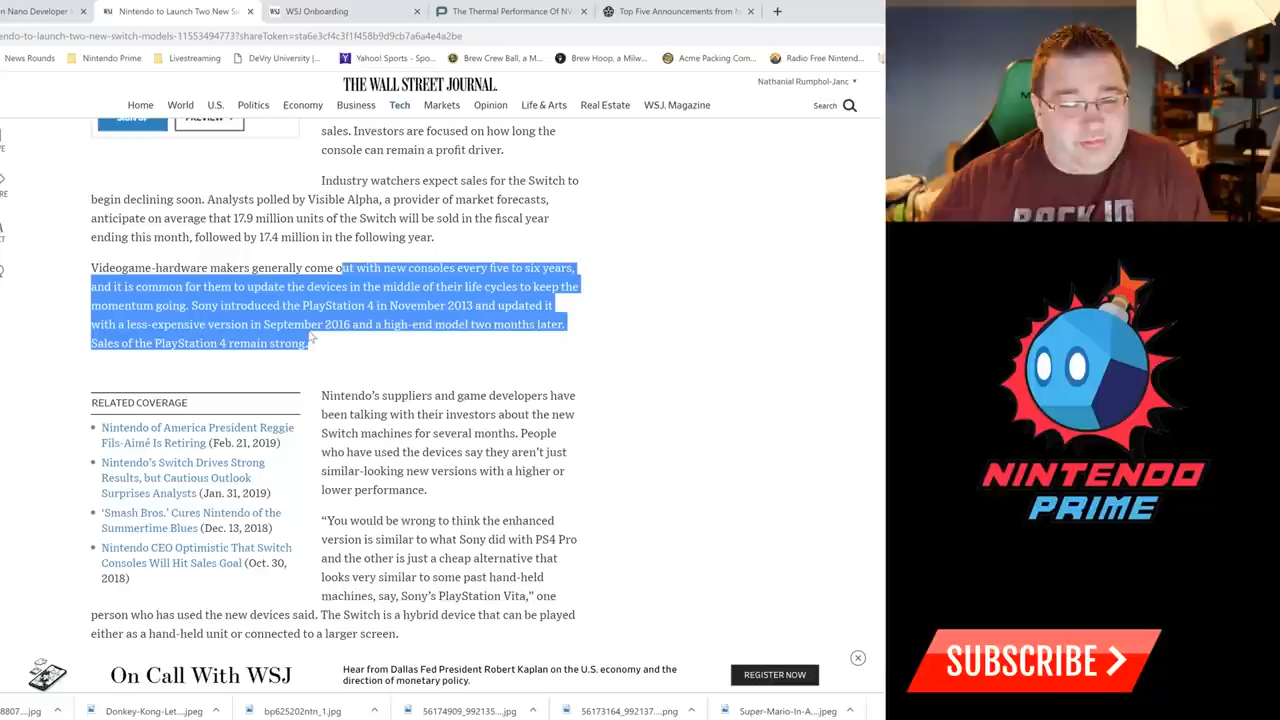 en Nano Developer
Nintendo to Launch Two New Sw
WSJ Onboarding
The Thermal Performance Of NV
Top Five Announcements from N
endo-to-launch-two-new-switch-models-11553494773?shareToken=sta6e3cf4c3f1f458b9d9cb7a6a4e4a2be
News Rounds
Nintendo Prime
Livestreaming
DeVry University |...
Yahoo! Sports - Spo...
Brew Crew Ball, a M...
Brew Hoop, a Milw...
Acme Packing Com...
Radio Free Nintend...
THE WALL STREET JOURNAL.
Nathanial Rumphol-Janc
Home World U.S. Politics Economy Business Tech Markets Opinion Life & Arts Real Estate WSJ. Magazine Search
SIGN UP PREVIEW
sales. Investors are focused on how long the
console can remain a profit driver.
Industry watchers expect sales for the Switch to
begin declining soon. Analysts polled by Visible Alpha, a provider of market forecasts,
anticipate on average that 17.9 million units of the Switch will be sold in the fiscal year
ending this month, followed by 17.4 million in the following year.
Videogame-hardware makers generally come out with new consoles every five to six years,
and it is common for them to update the devices in the middle of their life cycles to keep the
momentum going. Sony introduced the PlayStation 4 in November 2013 and updated it
with a less-expensive version in September 2016 and a high-end model two months later.
Sales of the PlayStation 4 remain strong.
RELATED COVERAGE
Nintendo of America President Reggie
Fils-Aimé Is Retiring (Feb. 21, 2019)
Nintendo's Switch Drives Strong
Results, but Cautious Outlook
Surprises Analysts (Jan. 31, 2019)
'Smash Bros.' Cures Nintendo of the
Summertime Blues (Dec. 13, 2018)
Nintendo CEO Optimistic That Switch
Consoles Will Hit Sales Goal (Oct. 30,
2018)
Nintendo's suppliers and game developers have
been talking with their investors about the new
Switch machines for several months. People
who have used the devices say they aren't just
similar-looking new versions with a higher or
lower performance.
"You would be wrong to think the enhanced
version is similar to what Sony did with PS4 Pro
and the other is just a cheap alternative that
looks very similar to some past hand-held
machines, say, Sony's PlayStation Vita," one
person who has used the new devices said. The Switch is a hybrid device that can be played
either as a hand-held unit or connected to a larger screen.
On Call With WSJ
Hear from Dallas Fed President Robert Kaplan on the U.S. economy and the
direction of monetary policy.
REGISTER NOW
8807....jpg
Donkey-Kong-Let....jpg
bp625202ntn_1.jpg
56174909_992135....jpg
56173164_992137....png
Super-Mario-In-A....jpeg
BACK IN
NINTENDO
PRIME
SUBSCRIBE